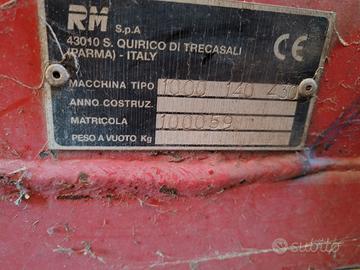 RM S.p.A
43010 S. QUIRICO DI TRECASALI
(PARMA) - ITALY
CE
MACCHINA TIPO 1000 140 430
ANNO COSTRUZ.
MATRICOLA 100059
PESO A VUOTO Kg
subito